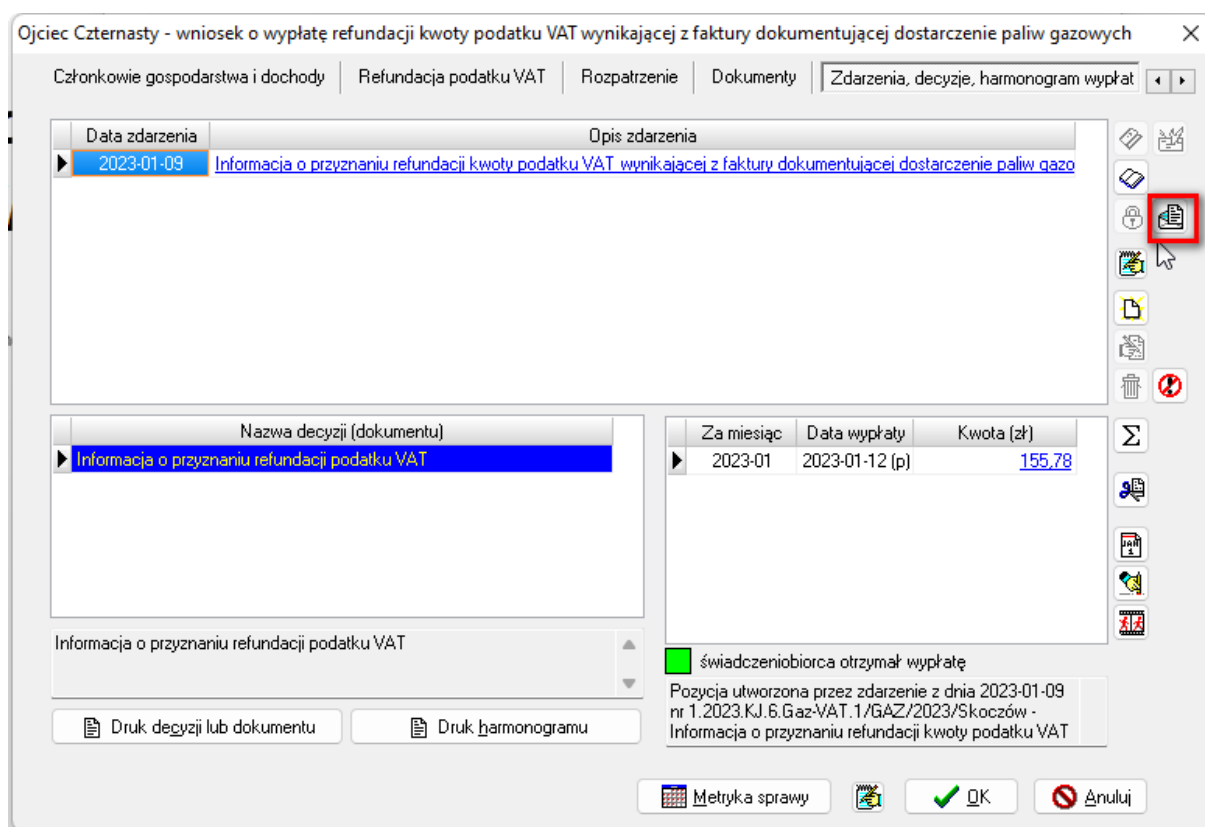 Ojciec Czternasty - wniosek o wypłatę refundacji kwoty podatku VAT wynikającej z faktury dokumentującej dostarczenie paliw gazowych
Członkowie gospodarstwa i dochody Refundacja podatku VAT Rozpatrzenie Dokumenty Zdarzenia, decyzje, harmonogram wypłat
Data zdarzenia Opis zdarzenia
2023-01-09 Informacja o przyznaniu refundacji kwoty podatku VAT wynikającej z faktury dokumentującej dostarczenie paliw gazo
Nazwa decyzji (dokumentu)
Informacja o przyznaniu refundacji podatku VAT
Za miesiąc Data wypłaty Kwota (zł)
2023-01 2023-01-12 (p) 155,78
Σ
JAN
1
Informacja o przyznaniu refundacji podatku VAT
świadczeniobiorca otrzymał wypłatę
Pozycja utworzona przez zdarzenie z dnia 2023-01-09
nr 1.2023.KJ.6.Gaz-VAT.1/GAZ/2023/Skoczów -
Informacja o przyznaniu refundacji kwoty podatku VAT
Druk decyzji lub dokumentu Druk harmonogramu
Metryka sprawy OK Anuluj